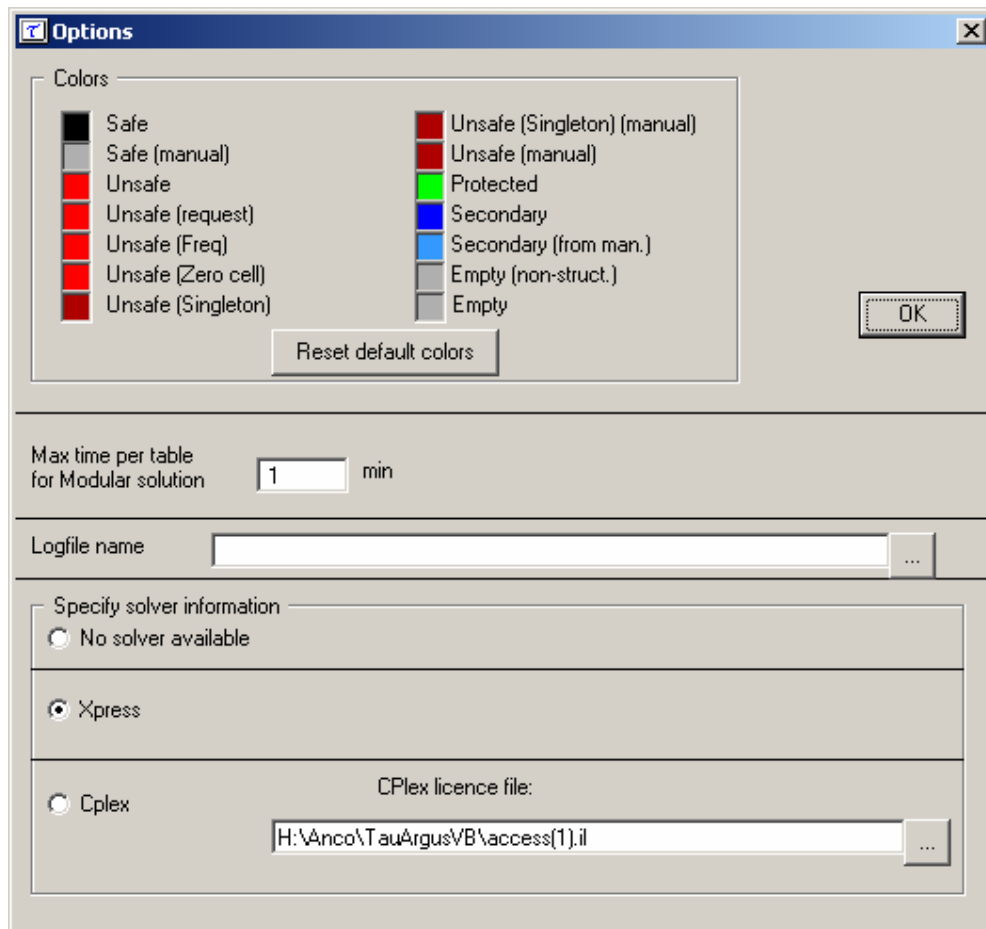 τ Options
Colors
Safe
Safe (manual)
Unsafe
Unsafe (request)
Unsafe (Freq)
Unsafe (Zero cell)
Unsafe (Singleton)
Unsafe (Singleton) (manual)
Unsafe (manual)
Protected
Secondary
Secondary (from man.)
Empty (non-struct.)
Empty
Reset default colors
OK
Max time per table
for Modular solution
1 min
Logfile name
...
Specify solver information
No solver available
Xpress
Cplex
CPlex licence file:
H:\Anco\TauArgusVB\access(1).il
...